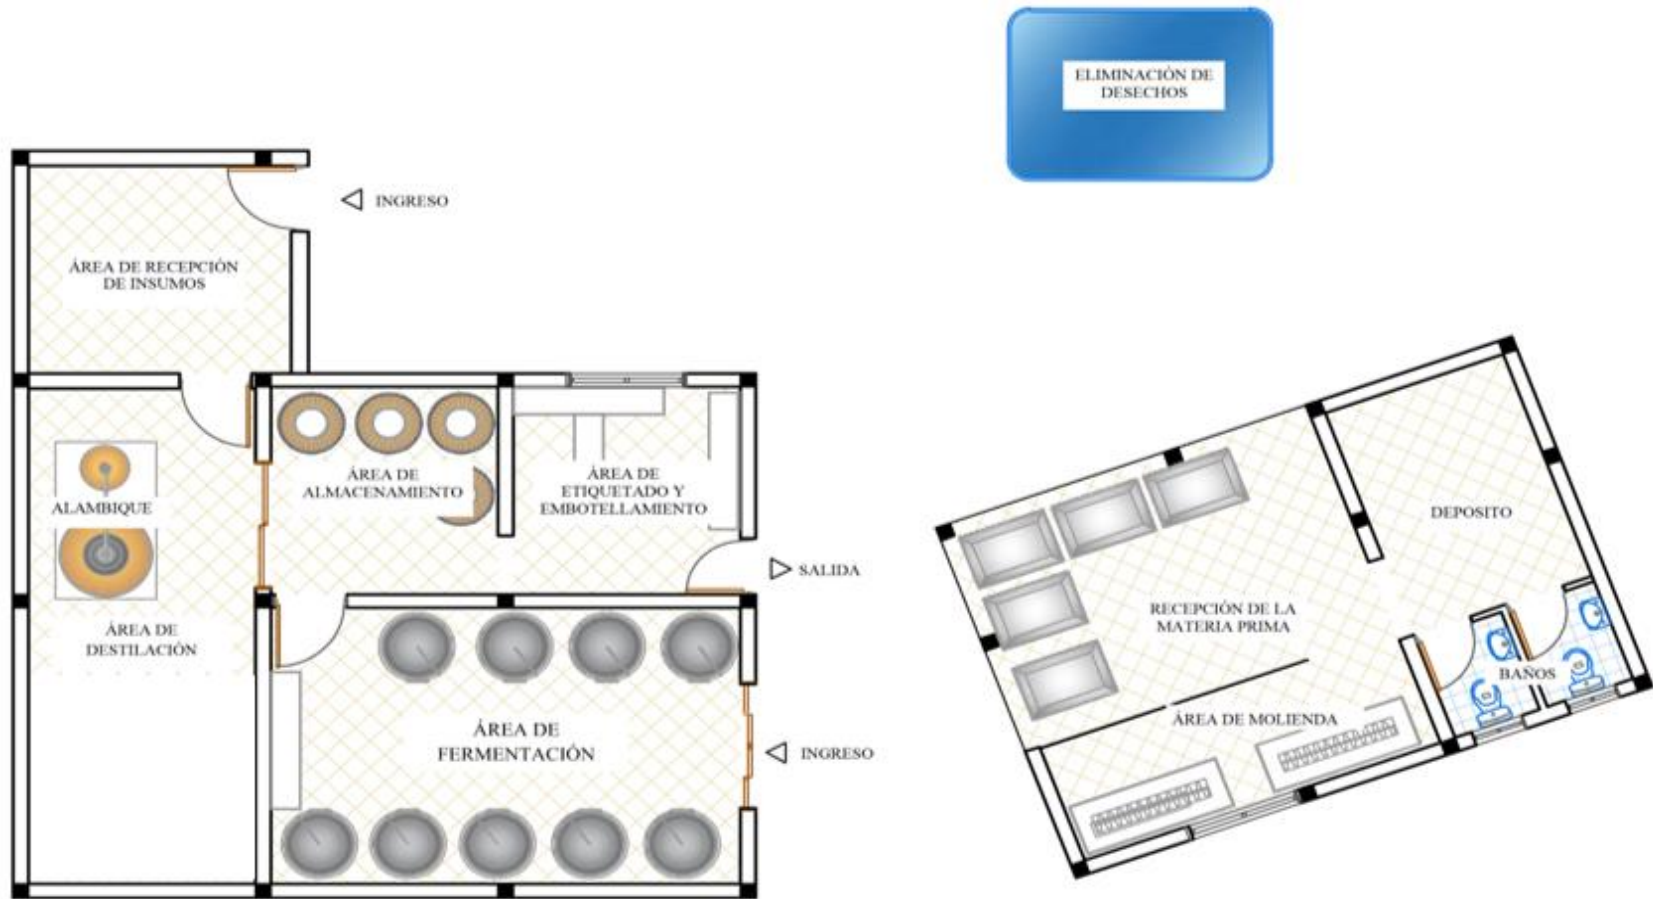 ELIMINACIÓN DE
DESECHOS
INGRESO
ÁREA DE RECEPCIÓN
DE INSUMOS
ÁREA DE
ALMACENAMIENTO
ÁREA DE
ETIQUETADO Y
EMBOTELLAMIENTO
ALAMBIQUE
SALIDA
ÁREA DE
DESTILACIÓN
ÁREA DE
FERMENTACIÓN
INGRESO
DEPOSITO
RECEPCIÓN DE LA
MATERIA PRIMA
BAÑOS
ÁREA DE MOLIENDA